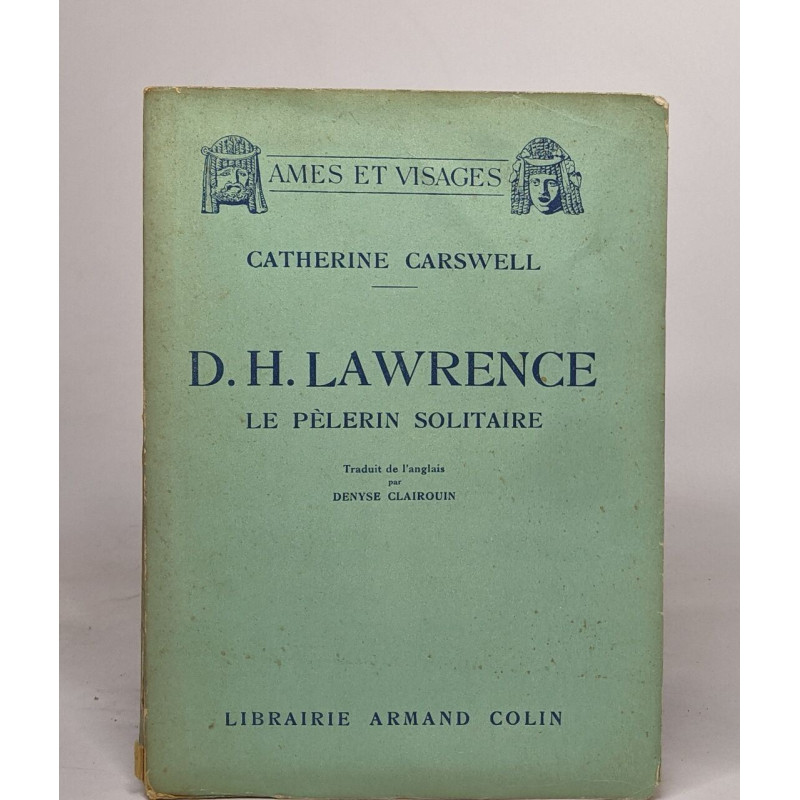 AMES ET VISAGES
CATHERINE CARSWELL
D. H. LAWRENCE
LE PÈLERIN SOLITAIRE
Traduit de l'anglais
par
DENYSE CLAIROUIN
LIBRAIRIE ARMAND COLIN